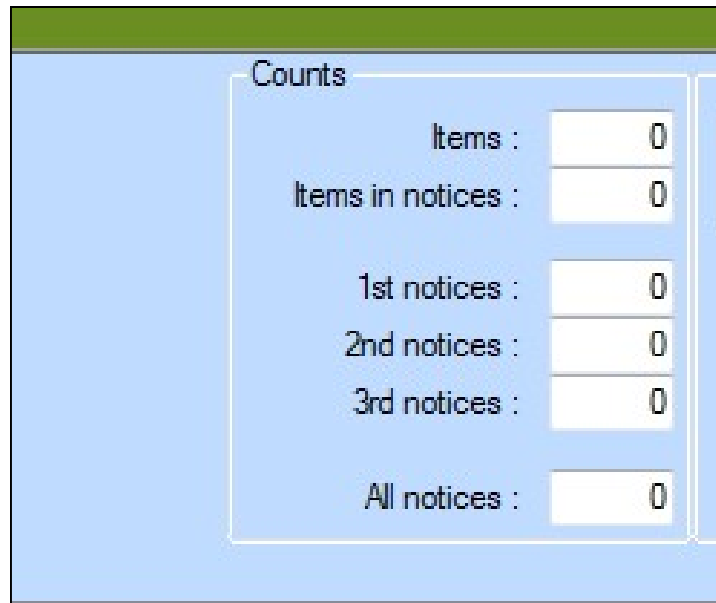 Counts
Items : 0
Items in notices : 0
1st notices : 0
2nd notices : 0
3rd notices : 0
All notices : 0